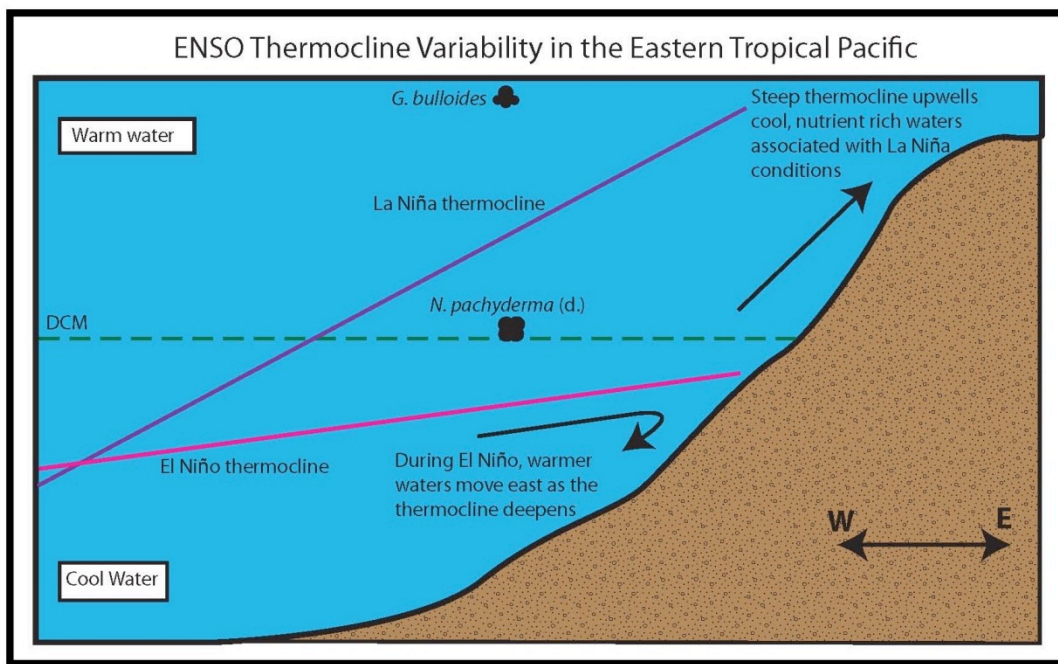 ENSO Thermocline Variability in the Eastern Tropical Pacific
G. bulloides
Steep thermocline upwells
cool, nutrient rich waters
associated with La Niña
conditions
Warm water
La Niña thermocline
N. pachyderma (d.)
DCM
El Niño thermocline
During El Niño, warmer
waters move east as the
thermocline deepens
W E
Cool Water